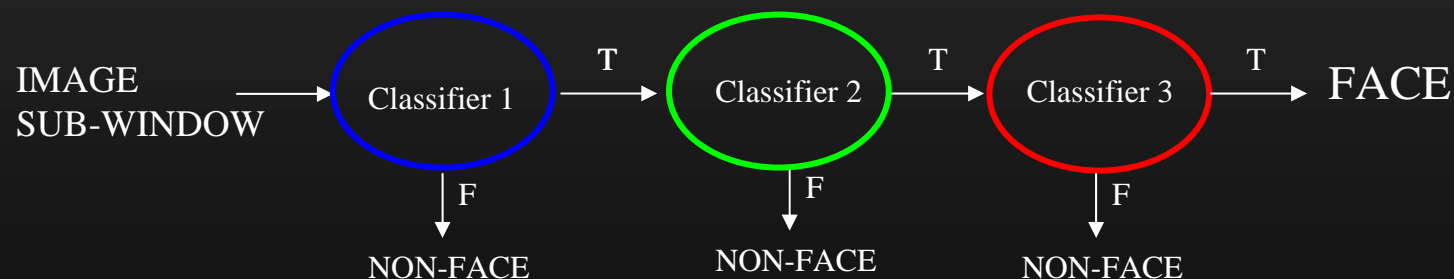 IMAGE
SUB-WINDOW
Classifier 1
T
Classifier 2
T
Classifier 3
T
FACE
F
NON-FACE
F
NON-FACE
F
NON-FACE